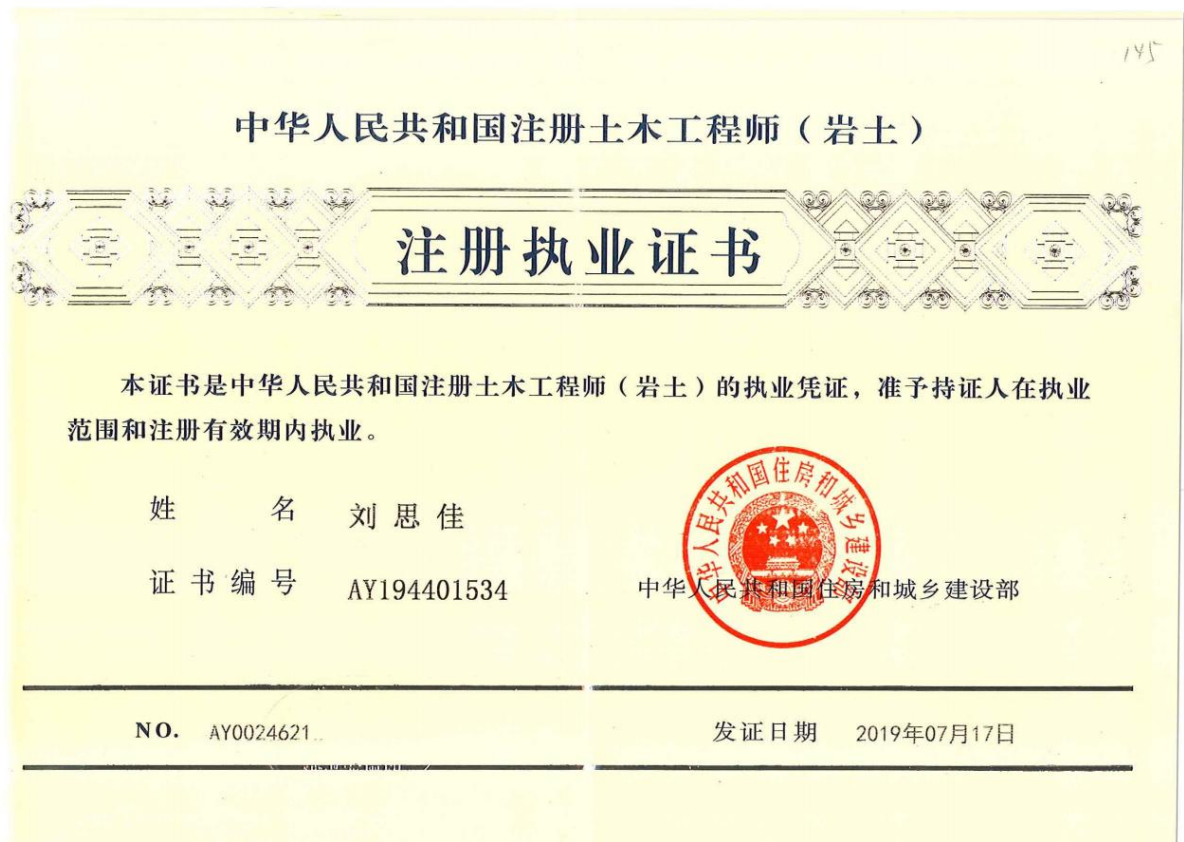 145
中华人民共和国注册土木工程师（岩土）
注册执业证书
本证书是中华人民共和国注册土木工程师（岩土）的执业凭证，准予持证人在执业
范围和注册有效期内执业。
姓 名 刘思佳
证书编号 AY194401534
中华人民共和国住房和城乡建设部
中华人民共和国住房和城乡建设部
NO. AY0024621
发证日期 2019年07月17日